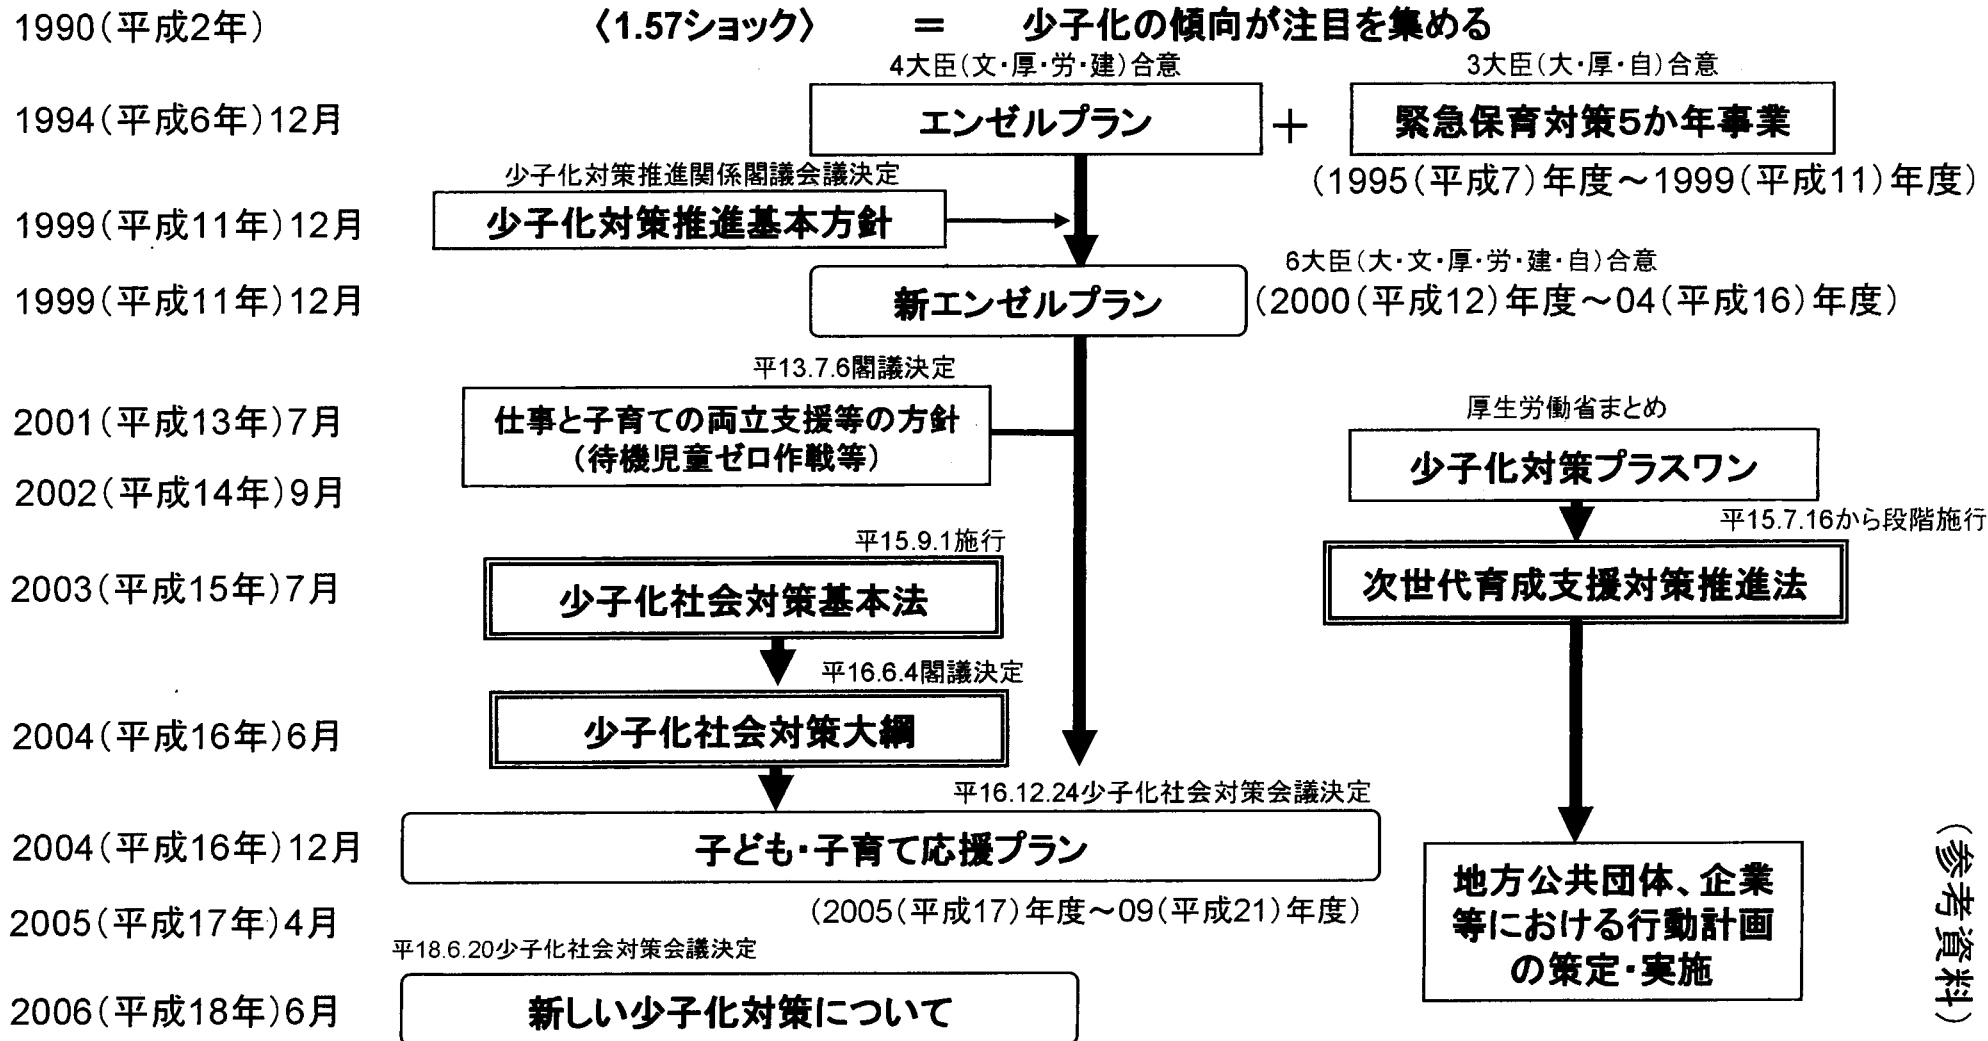 1990(平成2年)
〈1.57ショック〉 = 少子化の傾向が注目を集める
4大臣(文・厚・労・建)合意
3大臣(大・厚・自)合意
1994(平成6年)12月
エンゼルプラン
+
緊急保育対策5か年事業
(1995(平成7)年度~1999(平成11)年度)
少子化対策推進関係閣議会議決定
1999(平成11年)12月
少子化対策推進基本方針
6大臣(大・文・厚・労・建・自)合意
1999(平成11年)12月
新エンゼルプラン
(2000(平成12)年度~04(平成16)年度)
平13.7.6閣議決定
2001(平成13年)7月
仕事と子育ての両立支援等の方針
(待機児童ゼロ作戦等)
厚生労働省まとめ
少子化対策プラスワン
2002(平成14年)9月
平15.7.16から段階施行
平15.9.1施行
2003(平成15年)7月
少子化社会対策基本法
次世代育成支援対策推進法
平16.6.4閣議決定
2004(平成16年)6月
少子化社会対策大綱
平16.12.24少子化社会対策会議決定
2004(平成16年)12月
子ども・子育て応援プラン
(2005(平成17)年度~09(平成21)年度)
地方公共団体、企業
等における行動計画
の策定・実施
2005(平成17年)4月
平18.6.20少子化社会対策会議決定
2006(平成18年)6月
新しい少子化対策について
(参考資料)